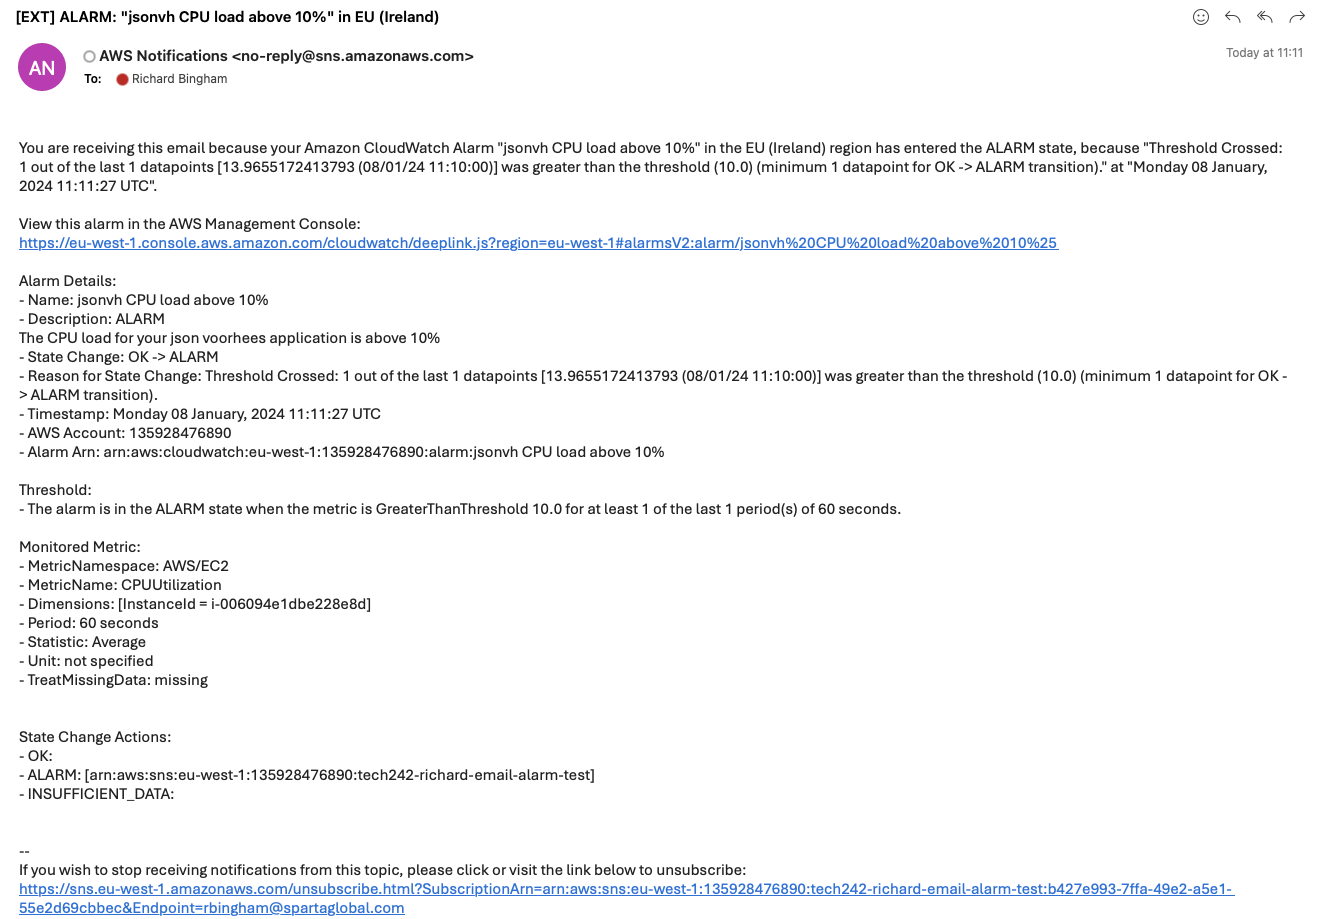 [EXT] ALARM: "jsonvh CPU load above 10%" in EU (Ireland)
AN
AWS Notifications <no-reply@sns.amazonaws.com>
Today at 11:11
To: Richard Bingham
You are receiving this email because your Amazon CloudWatch Alarm "jsonvh CPU load above 10%" in the EU (Ireland) region has entered the ALARM state, because "Threshold Crossed:
1 out of the last 1 datapoints [13.9655172413793 (08/01/24 11:10:00)] was greater than the threshold (10.0) (minimum 1 datapoint for OK -> ALARM transition)." at "Monday 08 January,
2024 11:11:27 UTC".
View this alarm in the AWS Management Console:
https://eu-west-1.console.aws.amazon.com/cloudwatch/deeplink.js?region=eu-west-1#alarmsV2:alarm/jsonvh%20CPU%20load%20above%2010%25
Alarm Details:
- Name: jsonvh CPU load above 10%
- Description: ALARM
The CPU load for your json voorhees application is above 10%
- State Change: OK -> ALARM
- Reason for State Change: Threshold Crossed: 1 out of the last 1 datapoints [13.9655172413793 (08/01/24 11:10:00)] was greater than the threshold (10.0) (minimum 1 datapoint for OK -
> ALARM transition).
- Timestamp: Monday 08 January, 2024 11:11:27 UTC
- AWS Account: 135928476890
- Alarm Arn: arn:aws:cloudwatch:eu-west-1:135928476890:alarm:jsonvh CPU load above 10%
Threshold:
- The alarm is in the ALARM state when the metric is GreaterThanThreshold 10.0 for at least 1 of the last 1 period(s) of 60 seconds.
Monitored Metric:
- MetricNamespace: AWS/EC2
- MetricName: CPUUtilization
- Dimensions: [InstanceId = i-006094e1dbe228e8d]
- Period: 60 seconds
- Statistic: Average
- Unit: not specified
- TreatMissingData: missing
State Change Actions:
- OK:
- ALARM: [arn:aws:sns:eu-west-1:135928476890:tech242-richard-email-alarm-test]
- INSUFFICIENT_DATA:
--
If you wish to stop receiving notifications from this topic, please click or visit the link below to unsubscribe:
https://sns.eu-west-1.amazonaws.com/unsubscribe.html?SubscriptionArn=arn:aws:sns:eu-west-1:135928476890:tech242-richard-email-alarm-test:b427e993-7ffa-49e2-a5e1-
55e2d69cbbec&Endpoint=rbingham@spartaglobal.com